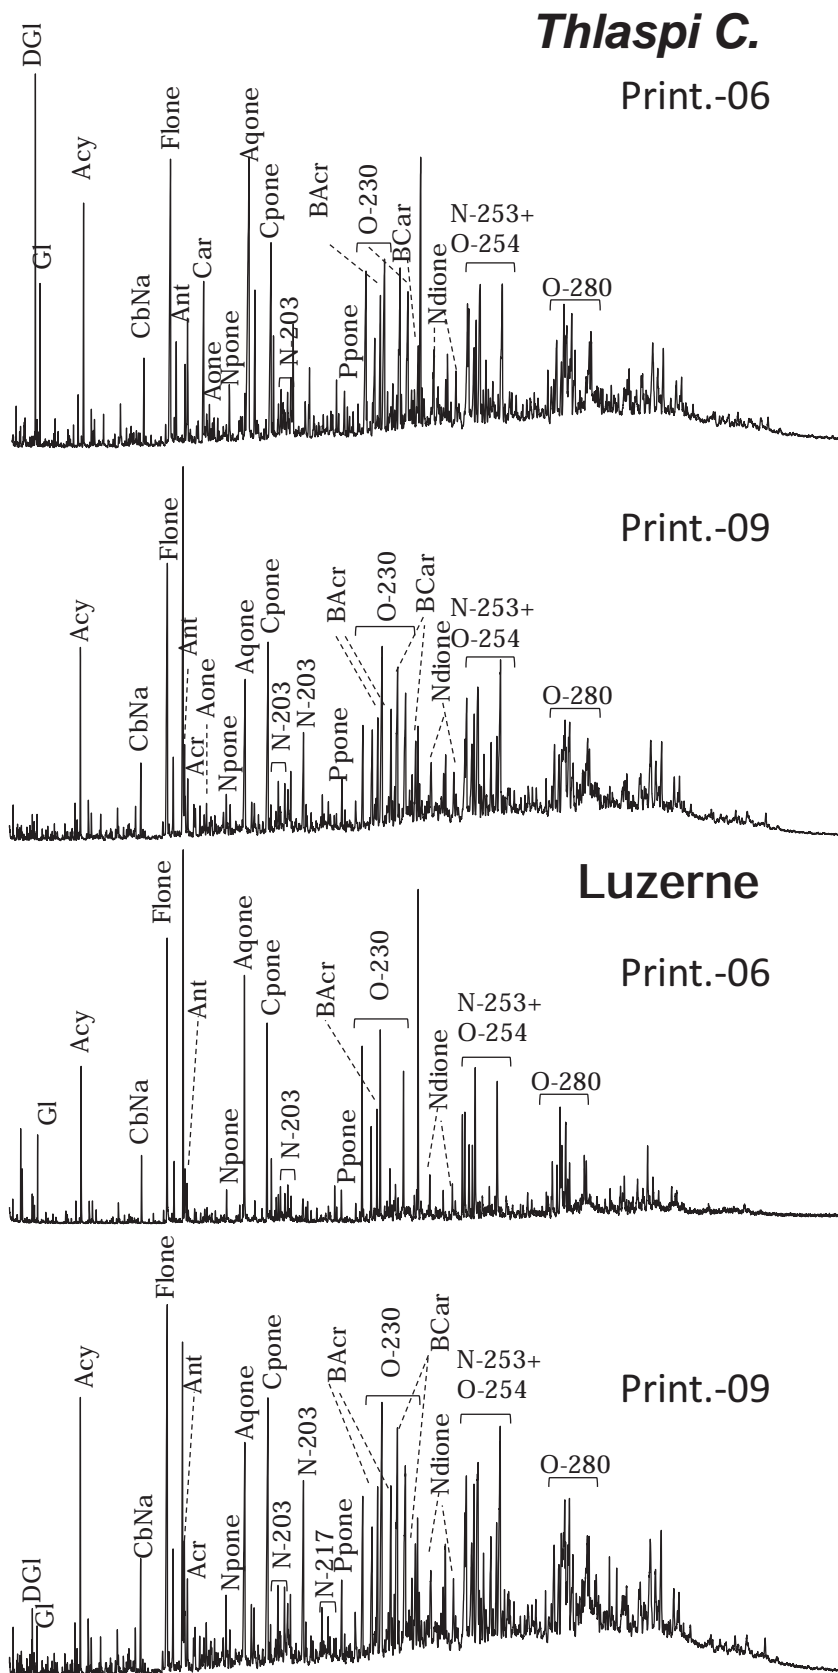 Thlaspi C.
Print.-06
DGl
Gl
Acy
CbNa
Flone
Ant
Car
Aone
Npone
Aqone
Cpone
N-203
Ppone
BAcr
O-230
BCar
Ndione
N-253+
O-254
O-280
Print.-09
Acy
CbNa
Flone
Ant
Acr
Aone
Npone
Aqone
Cpone
N-203
N-203
Ppone
BAcr
O-230
BCar
Ndione
N-253+
O-254
O-280
Luzerne
Print.-06
Gl
Acy
CbNa
Flone
Ant
Npone
Aqone
Cpone
N-203
Ppone
BAcr
O-230
Ndione
N-253+
O-254
O-280
Print.-09
DGl
Gl
Acy
CbNa
Flone
Ant
Acr
Npone
Aqone
Cpone
N-203
N-203
N-217
Ppone
BAcr
O-230
BCar
Ndione
N-253+
O-254
O-280